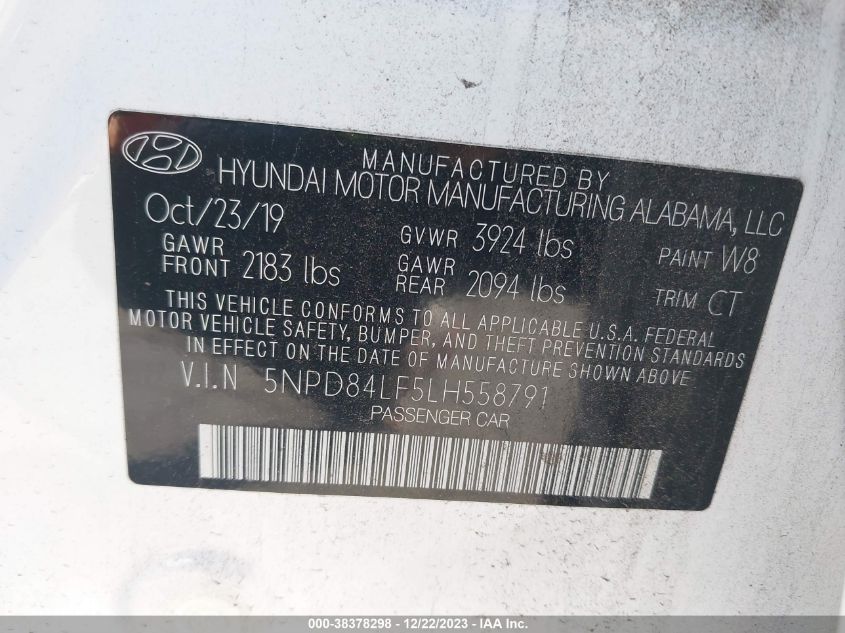 MANUFACTURED BY
HYUNDAI MOTOR MANUFACTURING ALABAMA, LLC
Oct/23/19 GVWR 3924 lbs PAINT W8
GAWR FRONT 2183 lbs GAWR REAR 2094 lbs TRIM CT
THIS VEHICLE CONFORMS TO ALL APPLICABLE U.S.A. FEDERAL
MOTOR VEHICLE SAFETY, BUMPER, AND THEFT PREVENTION STANDARDS
IN EFFECT ON THE DATE OF MANUFACTURE SHOWN ABOVE
V.I.N 5NPD84LF5LH558791
PASSENGER CAR
000-38378298 - 12/22/2023 - IAAI.com